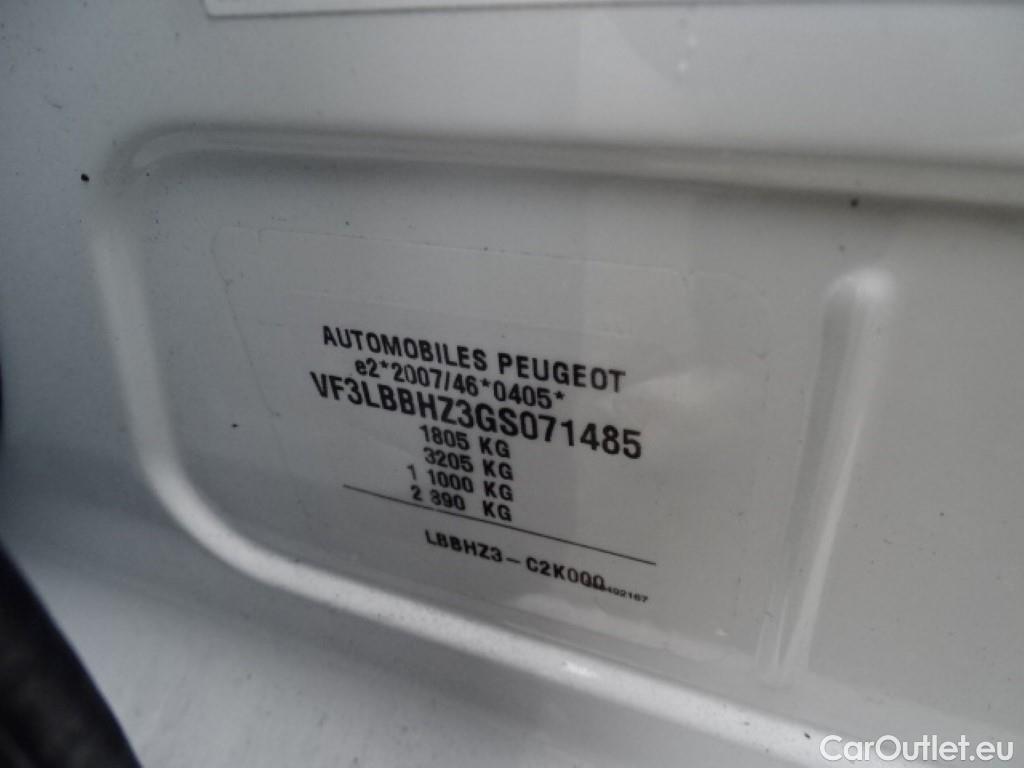 AUTOMOBILES PEUGEOT
e2*2007/46*0405*
VF3LBBHZ3GS071485
1805 KG
3205 KG
1 1000 KG
2 890 KG
LBBHZ3-C2K000
CarOutlet.eu